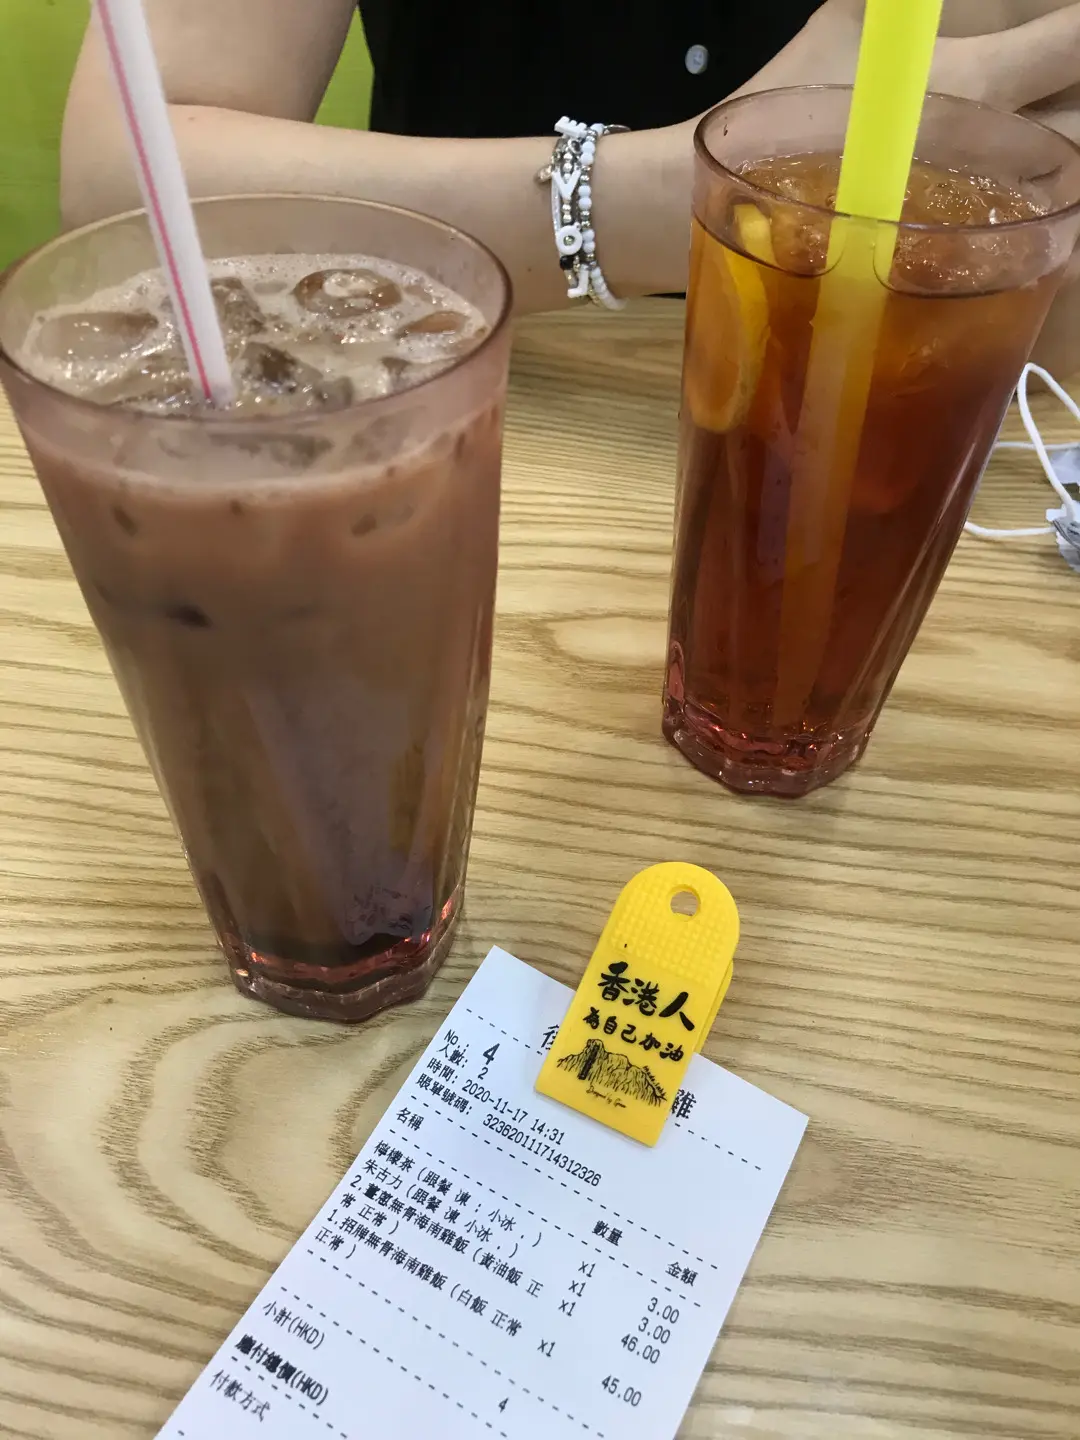 香港人
為自己加油
Designed by
雞
No.: 4
人數: 2
時間: 2020-11-17 14:31
賬單號碼: 323620111714312326
名稱 數量 金額
檸檬茶 (跟餐 凍 ; 小冰 . ) x1 3.00
朱古力 (跟餐 凍 小冰 . ) x1 3.00
2.薑蔥無骨海南雞飯 (黃油飯 正 x1 46.00
常 正常 )
1.招牌無骨海南雞飯 (白飯 正常 x1 45.00
正常 )
小計(HKD) 4
應付總價(HKD)
付款方式